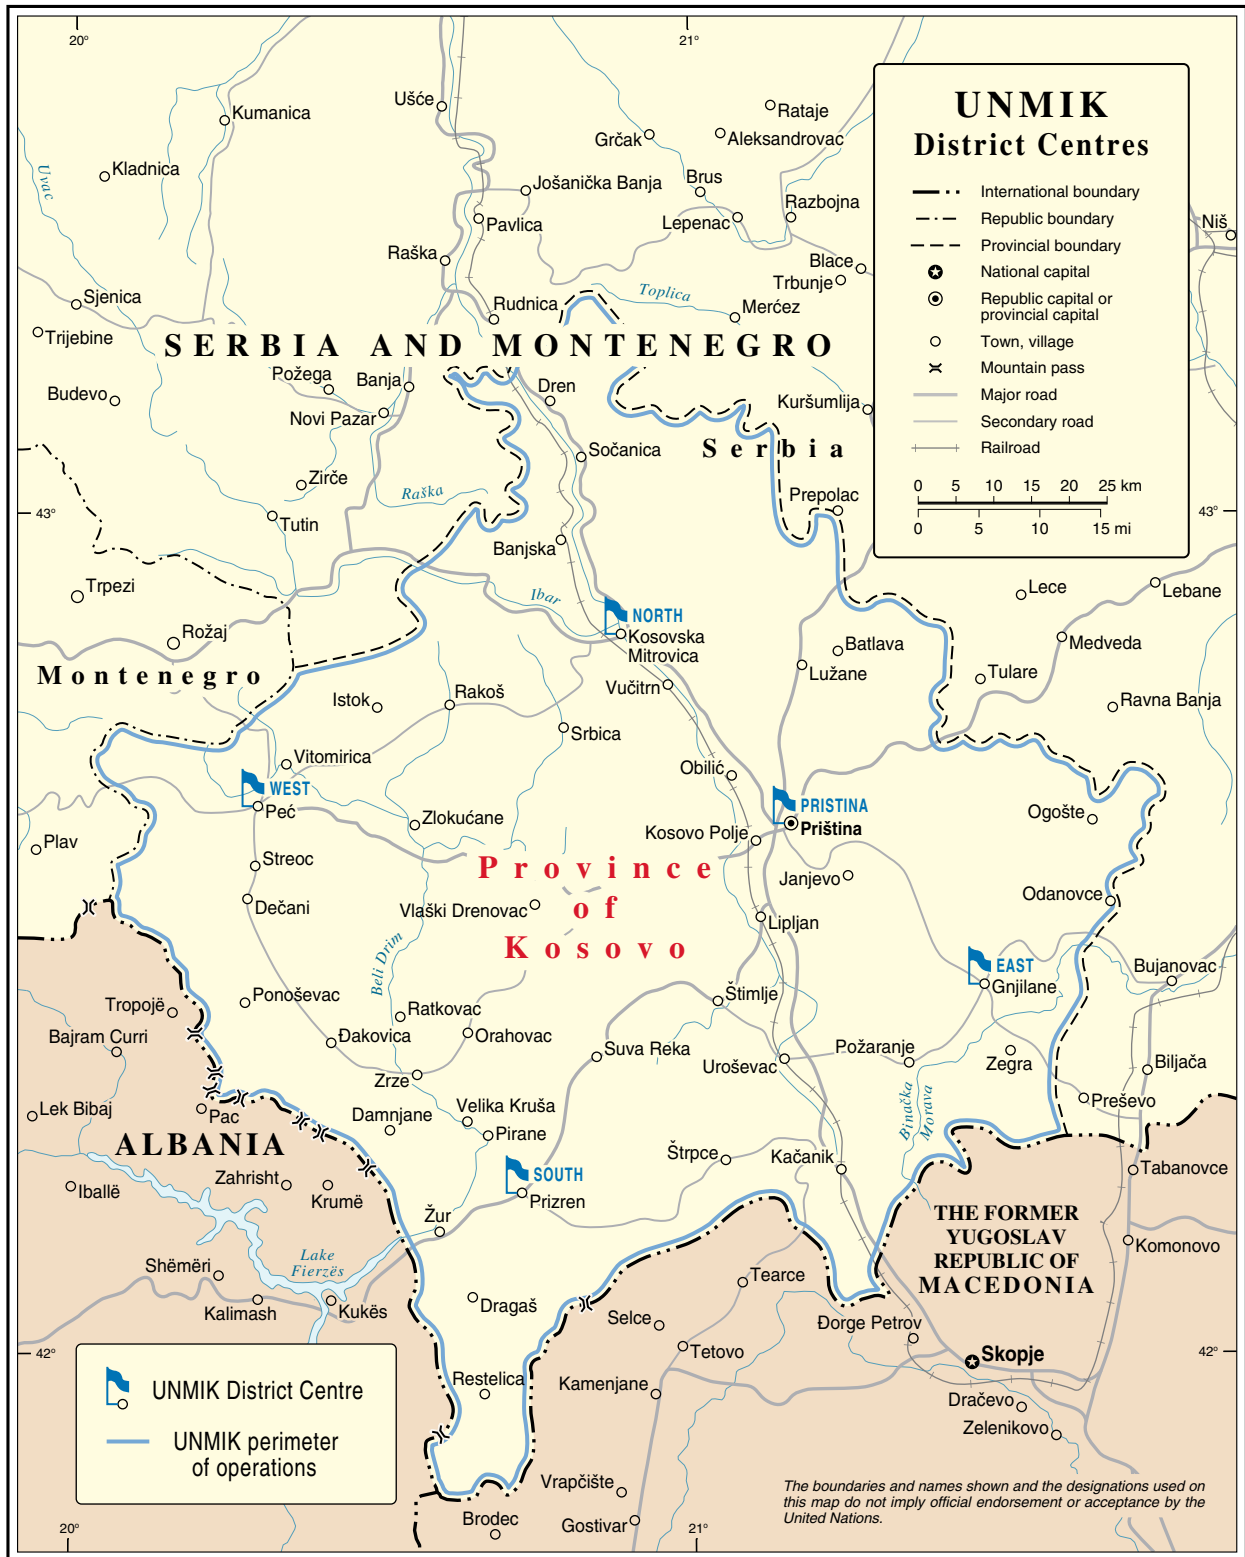 20°
21°
UNMIK
District Centres
International boundary
Republic boundary
Provincial boundary
National capital
Republic capital or
provincial capital
Town, village
Mountain pass
Major road
Secondary road
Railroad
0 5 10 15 20 25 km
0 5 10 15 mi
Ušće
Kumanica
Rataje
Grčak
Aleksandrovac
Uvac
Kladnica
Jošanička Banja
Brus
Razbojna
Pavlica
Lepenac
Niš
Raška
Blace
Trbunje
Sjenica
Rudnica
Toplica
Merćez
Trijebine
SERBIA AND MONTENEGRO
Požega
Banja
Dren
Budevo
Novi Pazar
Kuršumlija
Sočanica
Serbia
Zirče
Raška
Prepolac
43°
43°
Tutin
Banjska
Trpezi
Ibar
Lece
Lebane
NORTH
Rožaj
Kosovska
Mitrovica
Batlava
Medveda
Montenegro
Lužane
Tulare
Istok
Rakoš
Vučitrn
Ravna Banja
Srbica
Vitomirica
Obilić
WEST
Peć
PRISTINA
Priština
Zlokućane
Kosovo Polje
Ogošte
Plav
Streoc
Province
of
Kosovo
Janjevo
Dečani
Vlaški Drenovac
Odanovce
Lipljan
Beli Drim
EAST
Gnjilane
Bujanovac
Tropojë
Ponoševac
Štimlje
Ratkovac
Bajram Curri
Đakovica
Orahovac
Suva Reka
Uroševac
Požaranje
Zegra
Biljača
Zrze
Lek Bibaj
Pac
Damnjane
Velika Kruša
Pirane
Binačka
Morava
Preševo
ALBANIA
Štrpce
Kačanik
Tabanovce
Iballë
Zahrisht
Krumë
SOUTH
Prizren
Žur
THE FORMER
YUGOSLAV
REPUBLIC OF
MACEDONIA
Komonovo
Lake
Fierzës
Shëmëri
Tearce
Kalimash
Kukës
Dragaš
Selce
Đorge Petrov
42°
42°
Tetovo
Skopje
UNMIK District Centre
UNMIK perimeter
of operations
Restelica
Kamenjane
Dračevo
Zelenikovo
Vrapčište
The boundaries and names shown and the designations used on
this map do not imply official endorsement or acceptance by the
United Nations.
Brodec
Gostivar
20°
21°